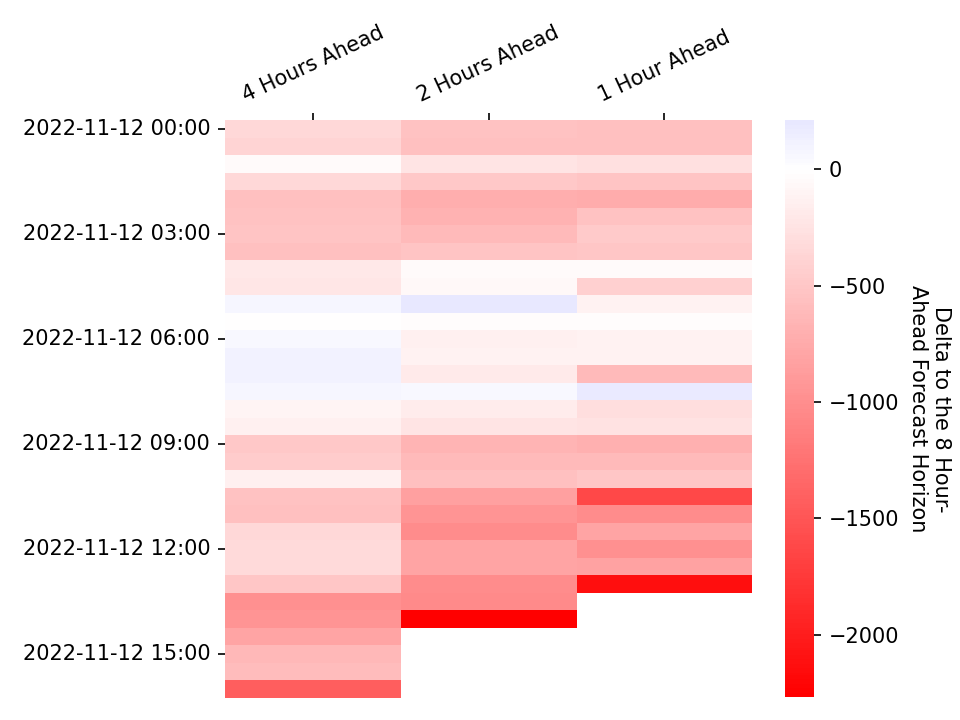 4 Hours Ahead
2 Hours Ahead
1 Hour Ahead
2022-11-12 00:00
2022-11-12 03:00
2022-11-12 06:00
2022-11-12 09:00
2022-11-12 12:00
2022-11-12 15:00
0
−500
−1000
−1500
−2000
Delta to the 8 Hour-
Ahead Forecast Horizon